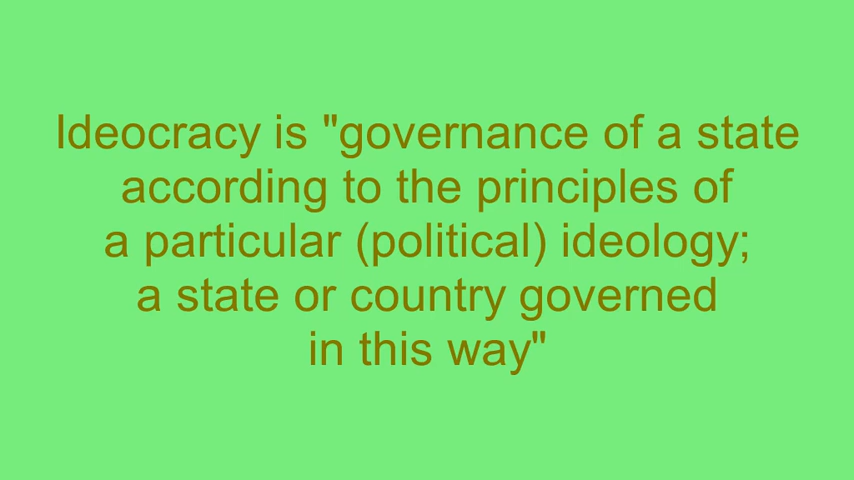 Ideocracy is "governance of a state
according to the principles of
a particular (political) ideology;
a state or country governed
in this way"